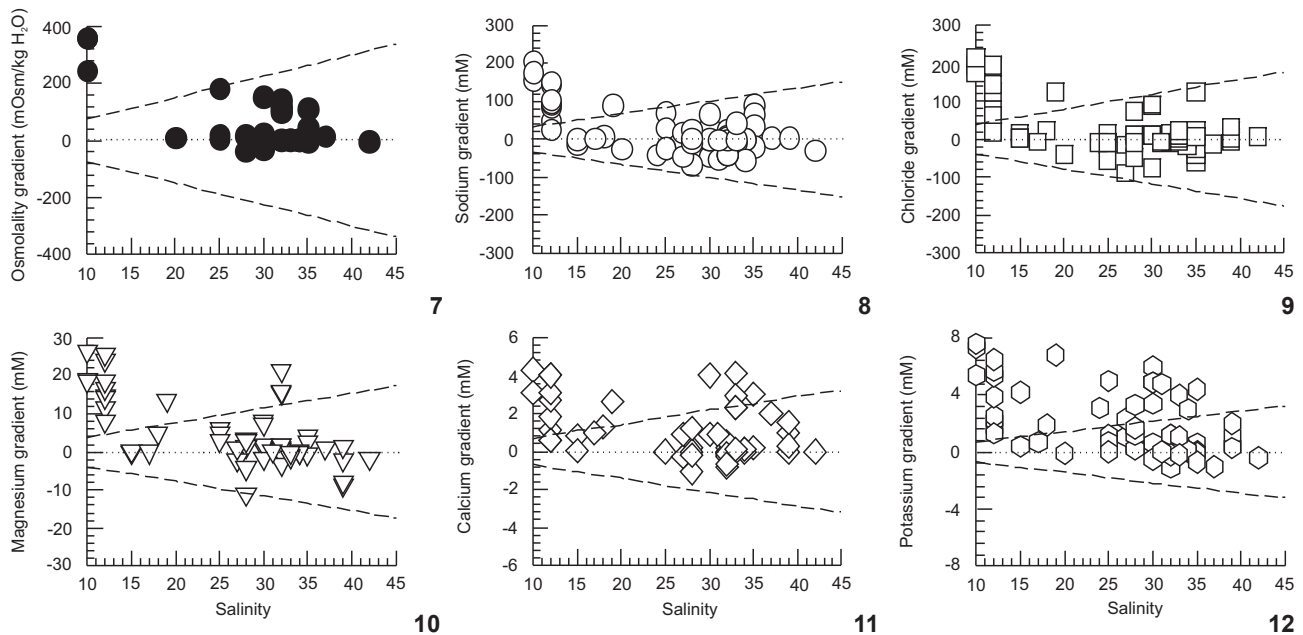 Osmolality gradient (mOsm/kg H₂O)
400
200
0
-200
-400
10 15 20 25 30 35 40 45
7
Sodium gradient (mM)
300
200
100
0
-100
-200
-300
10 15 20 25 30 35 40 45
8
Chloride gradient (mM)
300
200
100
0
-100
-200
300
10 15 20 25 30 35 40 45
9
Magnesium gradient (mM)
30
20
10
0
-10
-20
-30
10 15 20 25 30 35 40 45
Salinity
10
Calcium gradient (mM)
6
4
2
0
-2
-4
-6
10 15 20 25 30 35 40 45
Salinity
11
Potassium gradient (mM)
8
4
0
-4
-8
10 15 20 25 30 35 40 45
Salinity
12